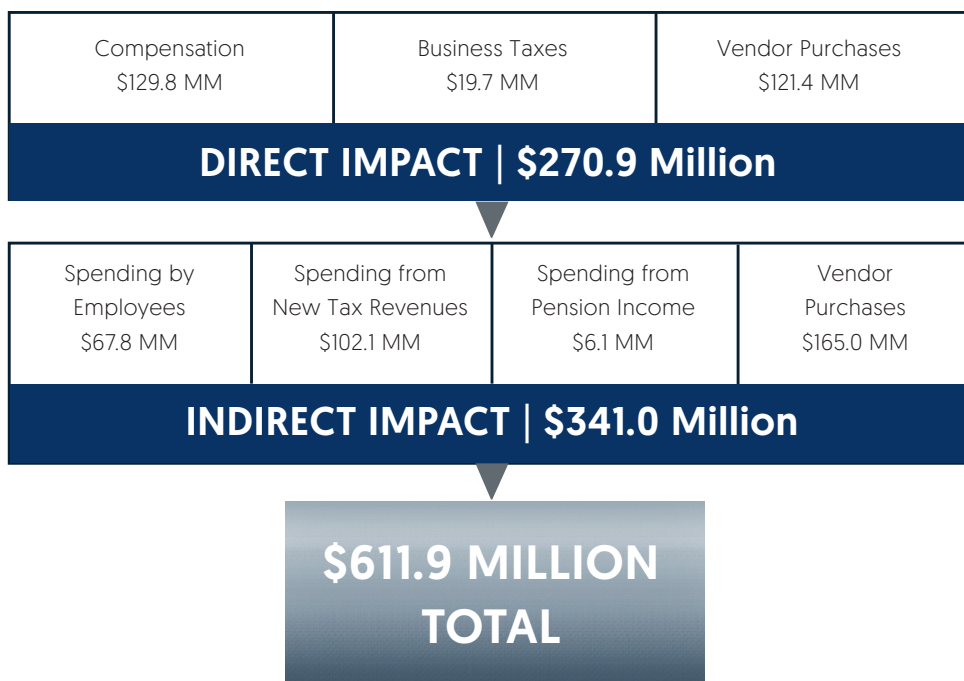 Compensation
$129.8 MM
Business Taxes
$19.7 MM
Vendor Purchases
$121.4 MM
DIRECT IMPACT | $270.9 Million
Spending by
Employees
$67.8 MM
Spending from
New Tax Revenues
$102.1 MM
Spending from
Pension Income
$6.1 MM
Vendor
Purchases
$165.0 MM
INDIRECT IMPACT | $341.0 Million
$611.9 MILLION
TOTAL